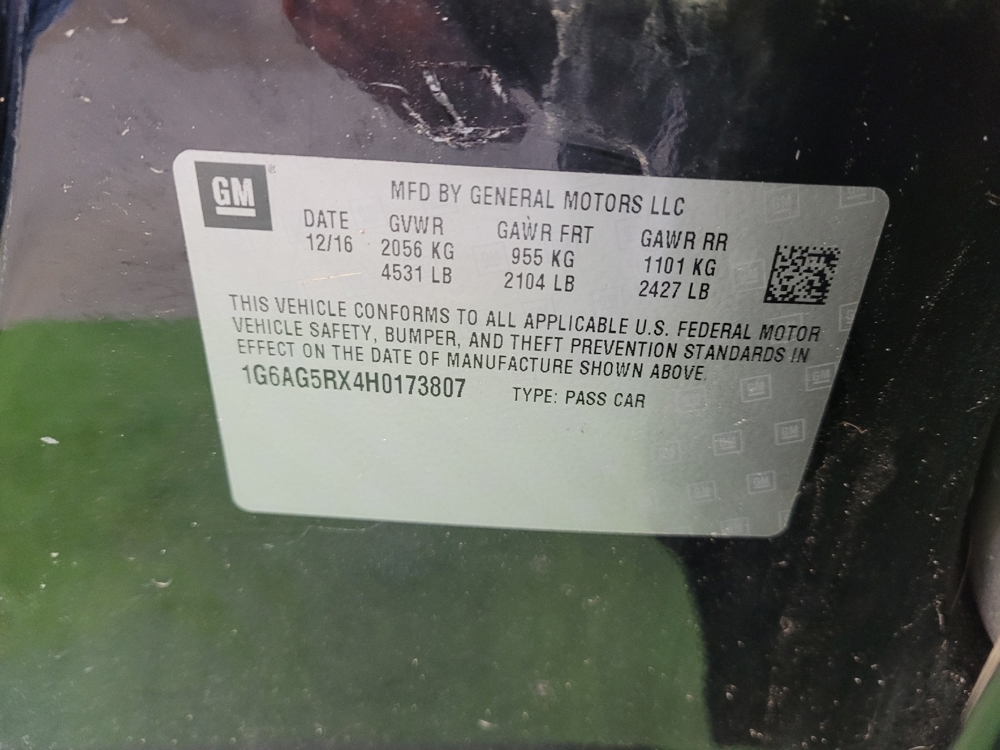 GM
MFD BY GENERAL MOTORS LLC
DATE GVWR GAWR FRT GAWR RR
12/16 2056 KG 955 KG 1101 KG
4531 LB 2104 LB 2427 LB
THIS VEHICLE CONFORMS TO ALL APPLICABLE U.S. FEDERAL MOTOR
VEHICLE SAFETY, BUMPER, AND THEFT PREVENTION STANDARDS IN
EFFECT ON THE DATE OF MANUFACTURE SHOWN ABOVE.
1G6AG5RX4H0173807 TYPE: PASS CAR